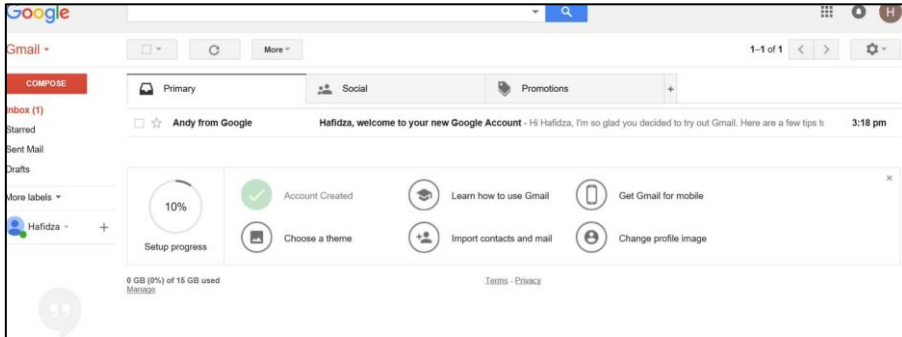 Google
H
Gmail
More
1–1 of 1
COMPOSE
Primary
Social
Promotions
+
Inbox (1)
Starred
Sent Mail
Drafts
More labels
Hafidza
+
Andy from Google Hafidza, welcome to your new Google Account - Hi Hafidza, I'm so glad you decided to try out Gmail. Here are a few tips to 3:18 pm
10%
Setup progress
Account Created
Learn how to use Gmail
Get Gmail for mobile
Choose a theme
Import contacts and mail
Change profile image
0 GB (0%) of 15 GB used
Manage
Terms - Privacy